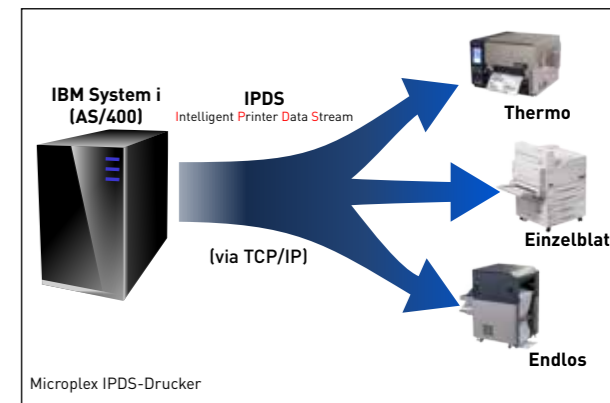 IBM System i
(AS/400)
IPDS
Intelligent Printer Data Stream
(via TCP/IP)
Thermo
Einzelblat
Endlos
Microplex IPDS-Drucker